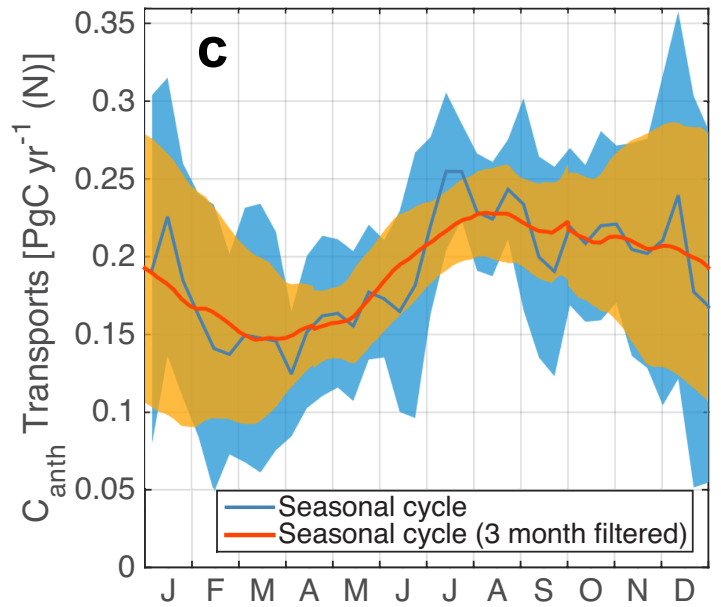 c
C_anth Transports [PgC yr^-1 (N)]
0.35
0.3
0.25
0.2
0.15
0.1
0.05
0
Seasonal cycle
Seasonal cycle (3 month filtered)
J F M A M J J A S O N D